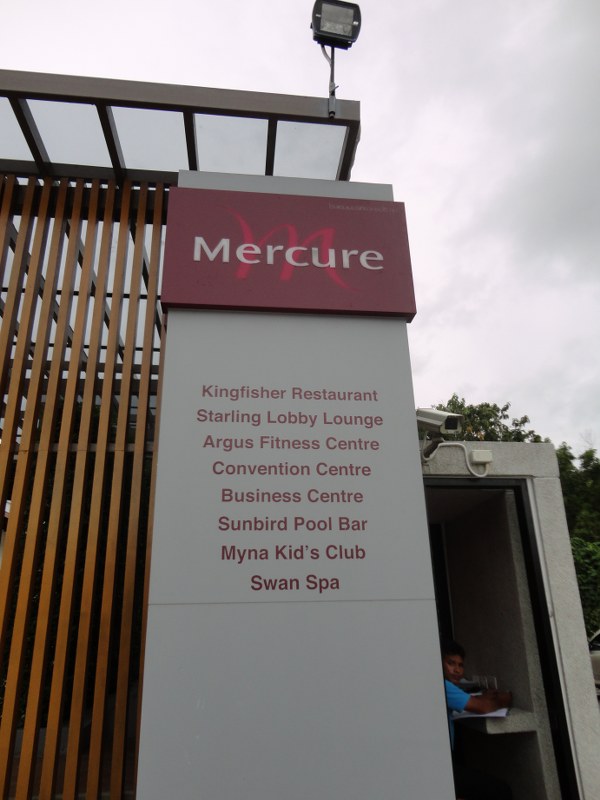 Mercure
Kingfisher Restaurant
Starling Lobby Lounge
Argus Fitness Centre
Convention Centre
Business Centre
Sunbird Pool Bar
Myna Kid's Club
Swan Spa